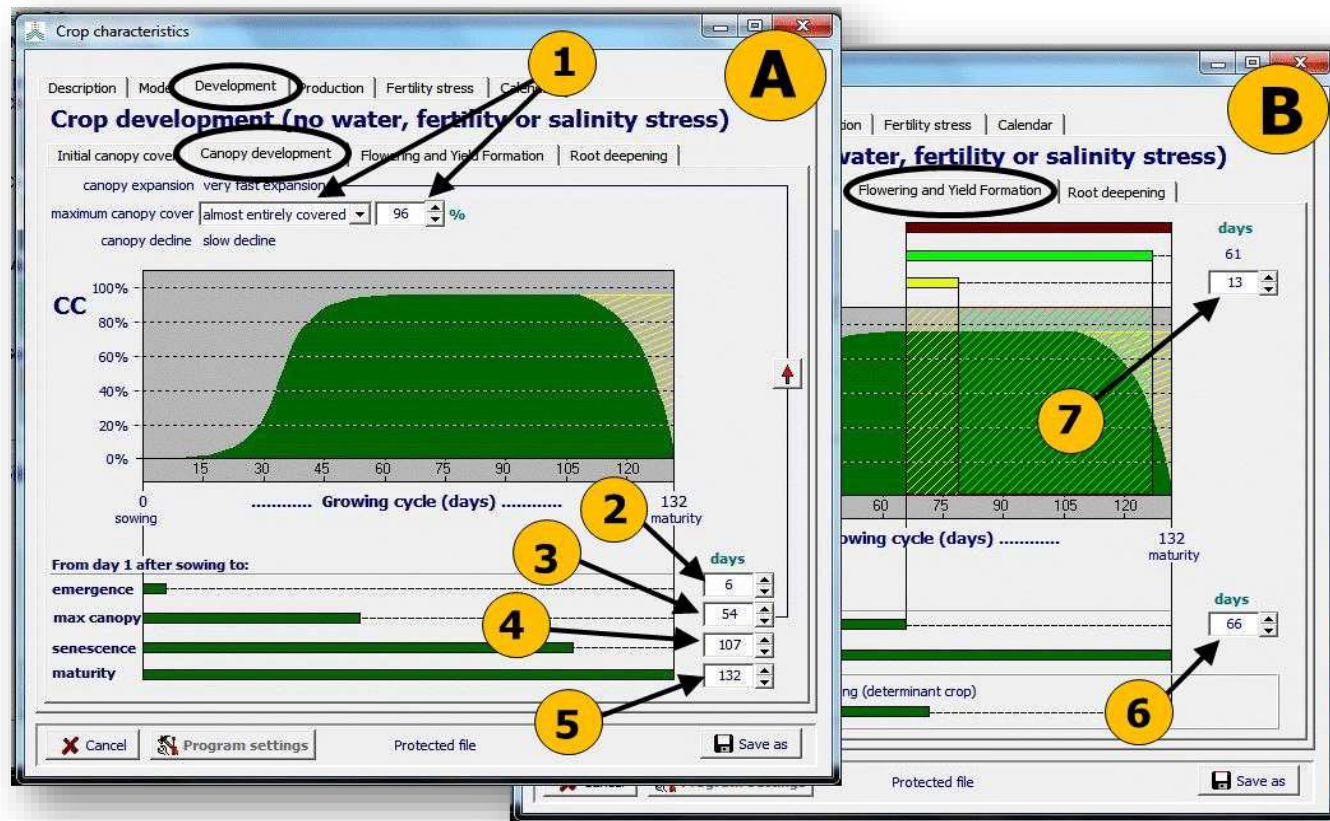 Crop characteristics
A
1
Description Mode Development Production Fertility stress Calen
Crop development (no water, fertility or salinity stress)
Initial canopy cover Canopy development Flowering and Yield Formation Root deepening
canopy expansion very fast expansion
maximum canopy cover almost entirely covered 96 %
canopy decline slow decline
CC
100%
80%
60%
40%
20%
0%
15 30 45 60 75 90 105 120
0 ............ Growing cycle (days) ............ 132
sowing maturity
2
3
4
5
From day 1 after sowing to:
days
emergence 6
max canopy 54
senescence 107
maturity 132
Cancel Program settings Protected file Save as
B
tion Fertility stress Calendar
vater, fertility or salinity stress)
Flowering and Yield Formation Root deepening
days
61
13
7
60 75 90 105 120
owing cycle (days) ............ 132
maturity
days
66
6
ng (determinant crop)
Protected file Save as